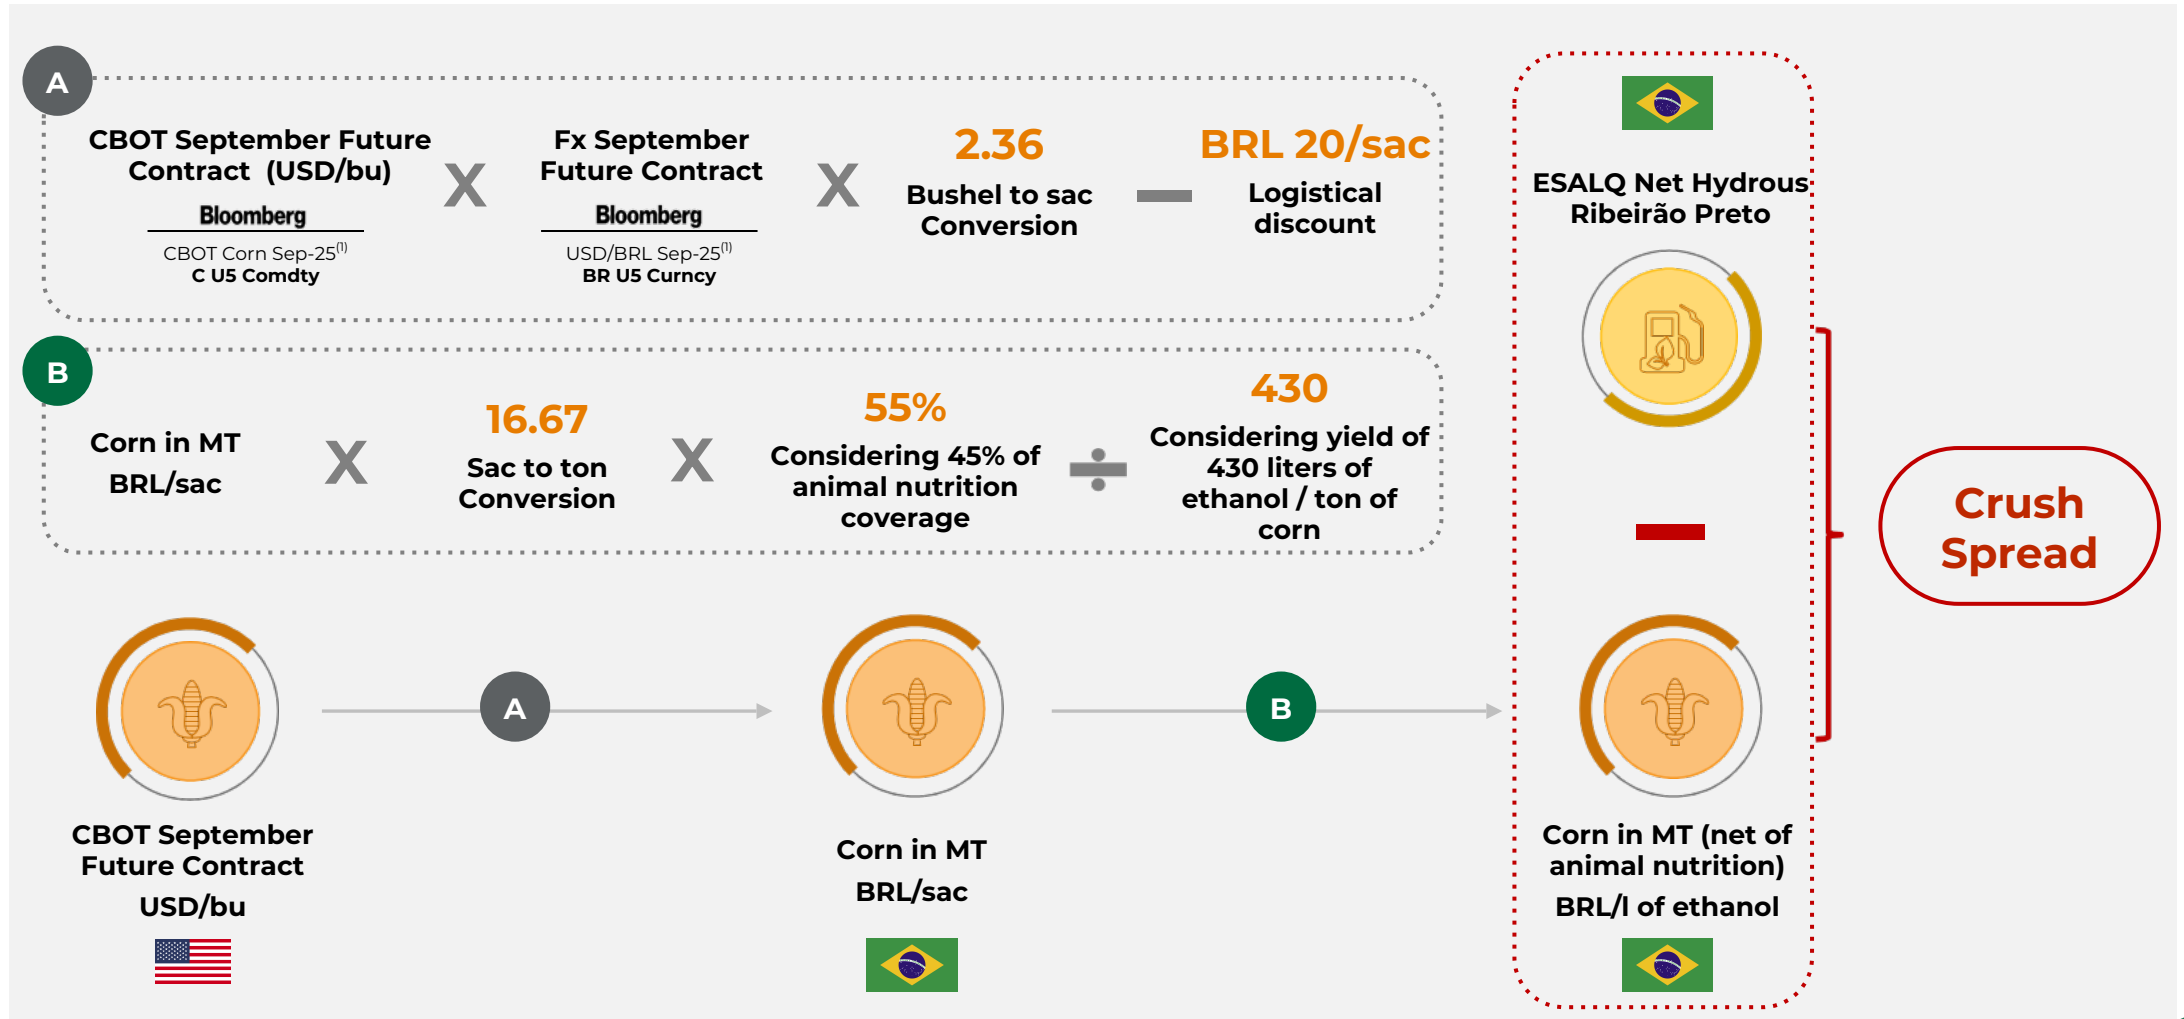 A
CBOT September Future
Contract (USD/bu)
Bloomberg
CBOT Corn Sep-25(1)
C U5 Comdty
X
Fx September
Future Contract
Bloomberg
USD/BRL Sep-25(1)
BR U5 Curncy
X
2.36
Bushel to sac
Conversion
BRL 20/sac
Logistical
discount
B
Corn in MT
BRL/sac
X
16.67
Sac to ton
Conversion
X
55%
Considering 45% of
animal nutrition
coverage
÷
430
Considering yield of
430 liters of
ethanol / ton of
corn
CBOT September
Future Contract
USD/bu
A
Corn in MT
BRL/sac
B
ESALQ Net Hydrous
Ribeirão Preto
Corn in MT (net of
animal nutrition)
BRL/l of ethanol
Crush
Spread